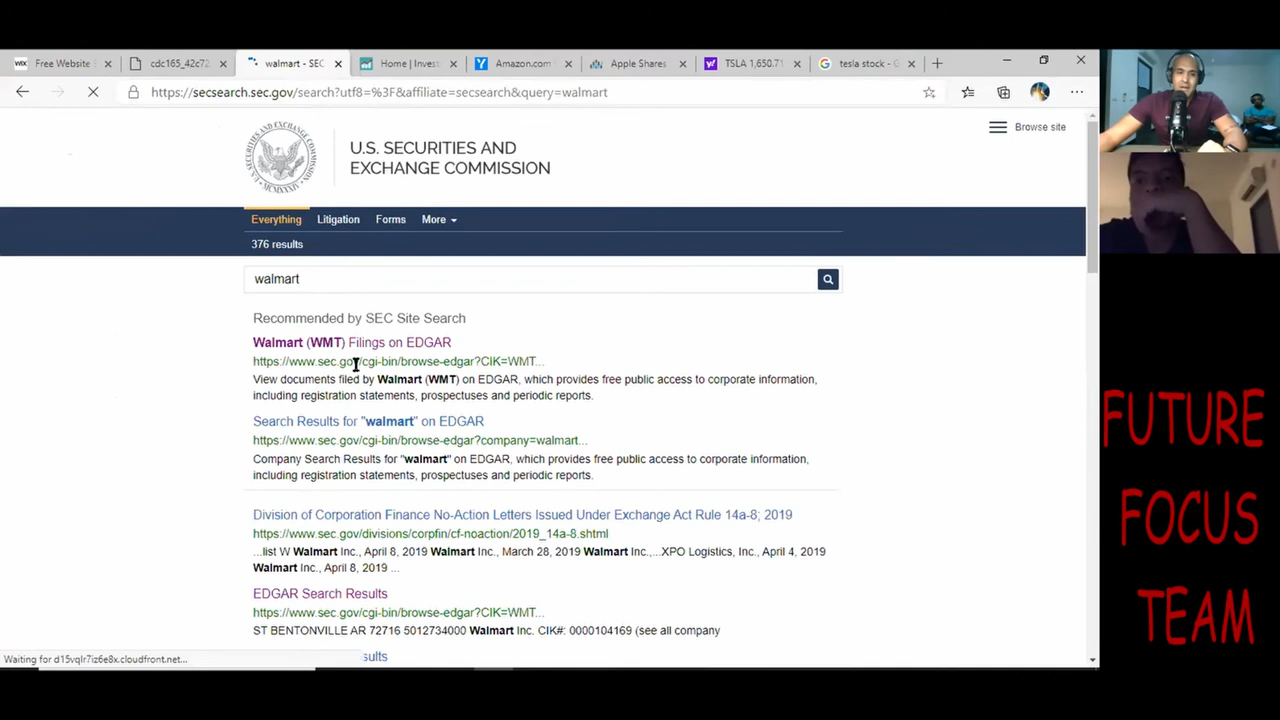 WIX Free Website
cdc165_42c72
walmart - SEC
Home | Invest
Amazon.com
Apple Shares
TSLA 1,650.71
tesla stock - G
https://secsearch.sec.gov/search?utf8=%3F&affiliate=secsearch&query=walmart
U.S. SECURITIES AND
EXCHANGE COMMISSION
Browse site
Everything Litigation Forms More
376 results
walmart
Recommended by SEC Site Search
Walmart (WMT) Filings on EDGAR
https://www.sec.gov/cgi-bin/browse-edgar?CIK=WMT...
View documents filed by Walmart (WMT) on EDGAR, which provides free public access to corporate information,
including registration statements, prospectuses and periodic reports.
Search Results for "walmart" on EDGAR
https://www.sec.gov/cgi-bin/browse-edgar?company=walmart...
Company Search Results for "walmart" on EDGAR, which provides free public access to corporate information,
including registration statements, prospectuses and periodic reports.
Division of Corporation Finance No-Action Letters Issued Under Exchange Act Rule 14a-8; 2019
https://www.sec.gov/divisions/corpfin/cf-noaction/2019_14a-8.shtml
...list W Walmart Inc., April 8, 2019 Walmart Inc., March 28, 2019 Walmart Inc.,...XPO Logistics, Inc., April 4, 2019
Walmart Inc., April 8, 2019 ...
EDGAR Search Results
https://www.sec.gov/cgi-bin/browse-edgar?CIK=WMT...
ST BENTONVILLE AR 72716 5012734000 Walmart Inc. CIK#: 0000104169 (see all company
sults
Waiting for d15vqlr7iz6e8x.cloudfront.net...
FUTURE
FOCUS
TEAM